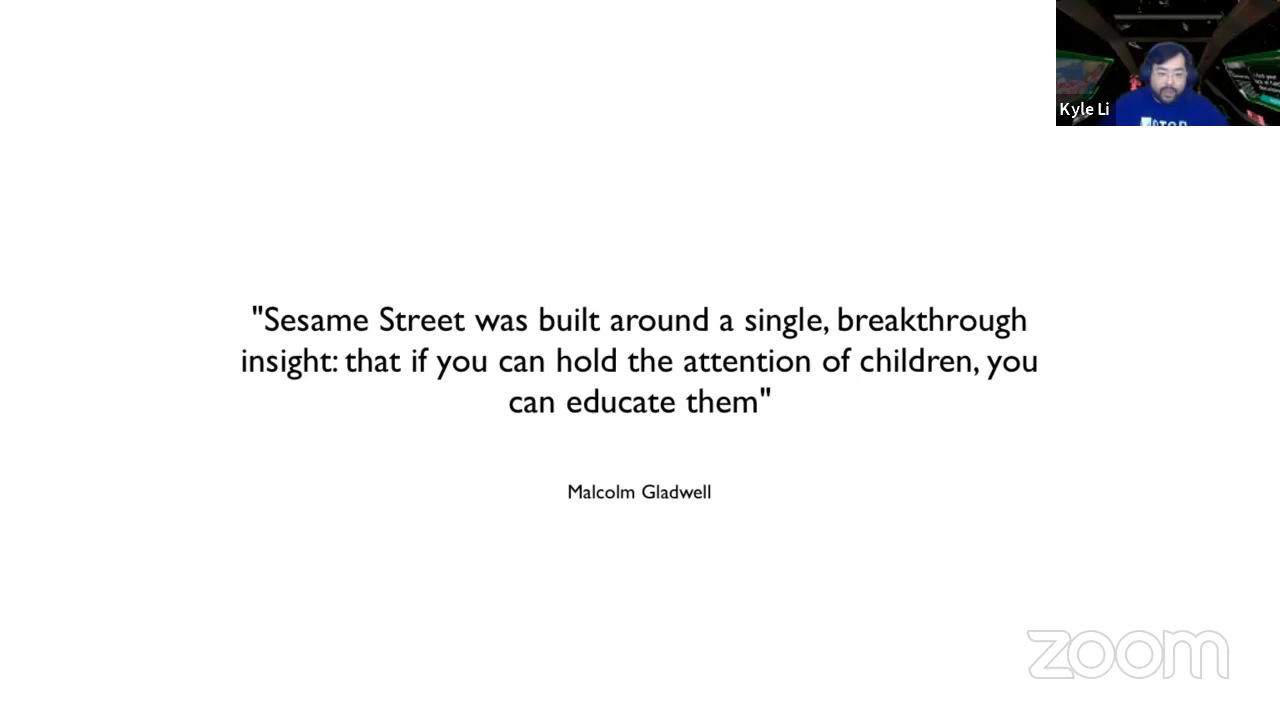 Kyle Li
"Sesame Street was built around a single, breakthrough
insight: that if you can hold the attention of children, you
can educate them"
Malcolm Gladwell
zoom